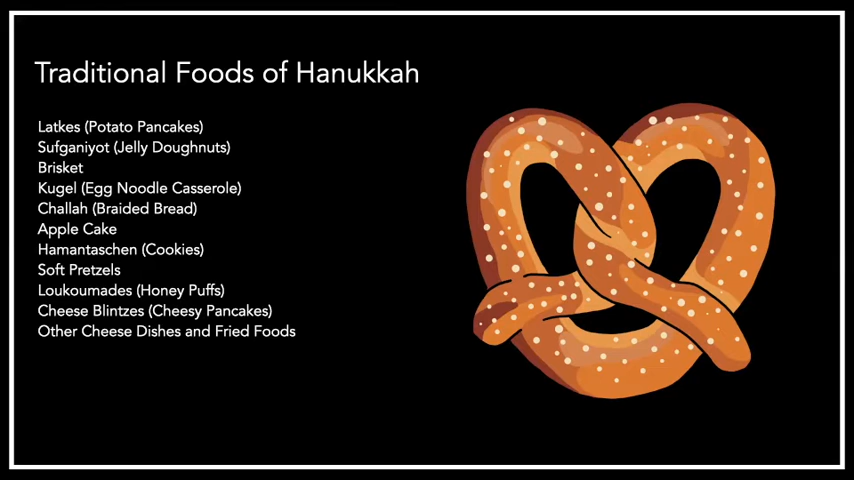 Traditional Foods of Hanukkah
Latkes (Potato Pancakes)
Sufganiyot (Jelly Doughnuts)
Brisket
Kugel (Egg Noodle Casserole)
Challah (Braided Bread)
Apple Cake
Hamantaschen (Cookies)
Soft Pretzels
Loukoumades (Honey Puffs)
Cheese Blintzes (Cheesy Pancakes)
Other Cheese Dishes and Fried Foods